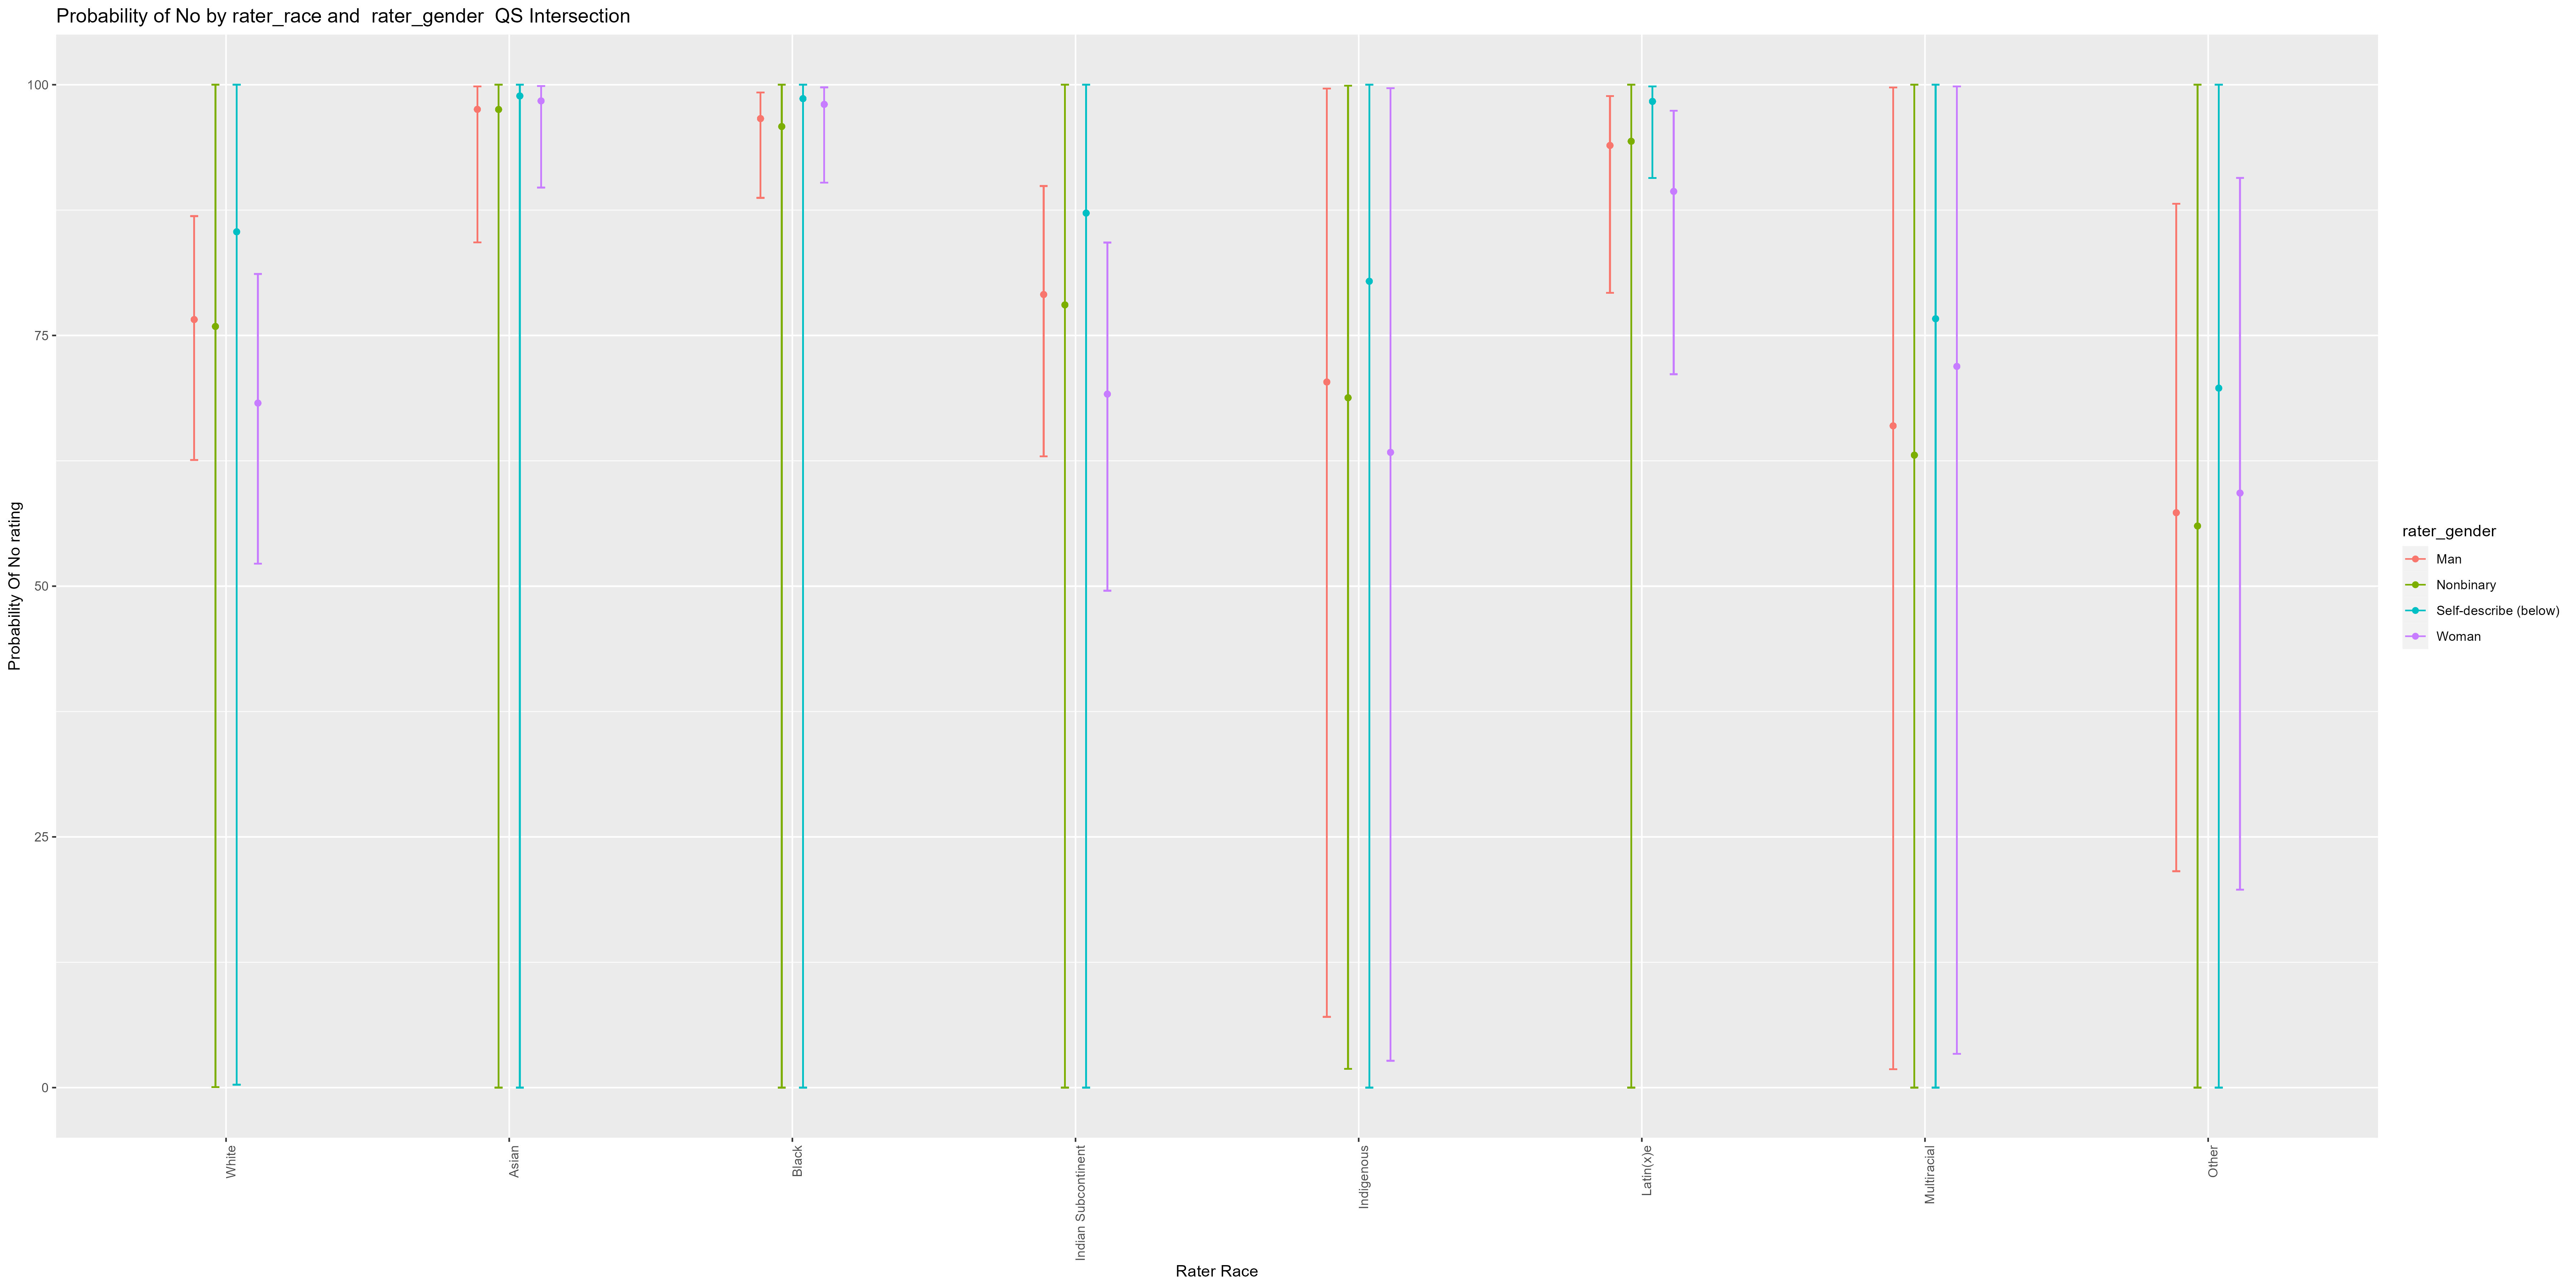 Probability of No by rater_race and  rater_gender  QS Intersection
Probability Of No rating
100
75
50
25
0
White
Asian
Black
Indian Subcontinent
Indigenous
Latin(x)e
Multiracial
Other
Rater Race
rater_gender
Man
Nonbinary
Self-describe (below)
Woman